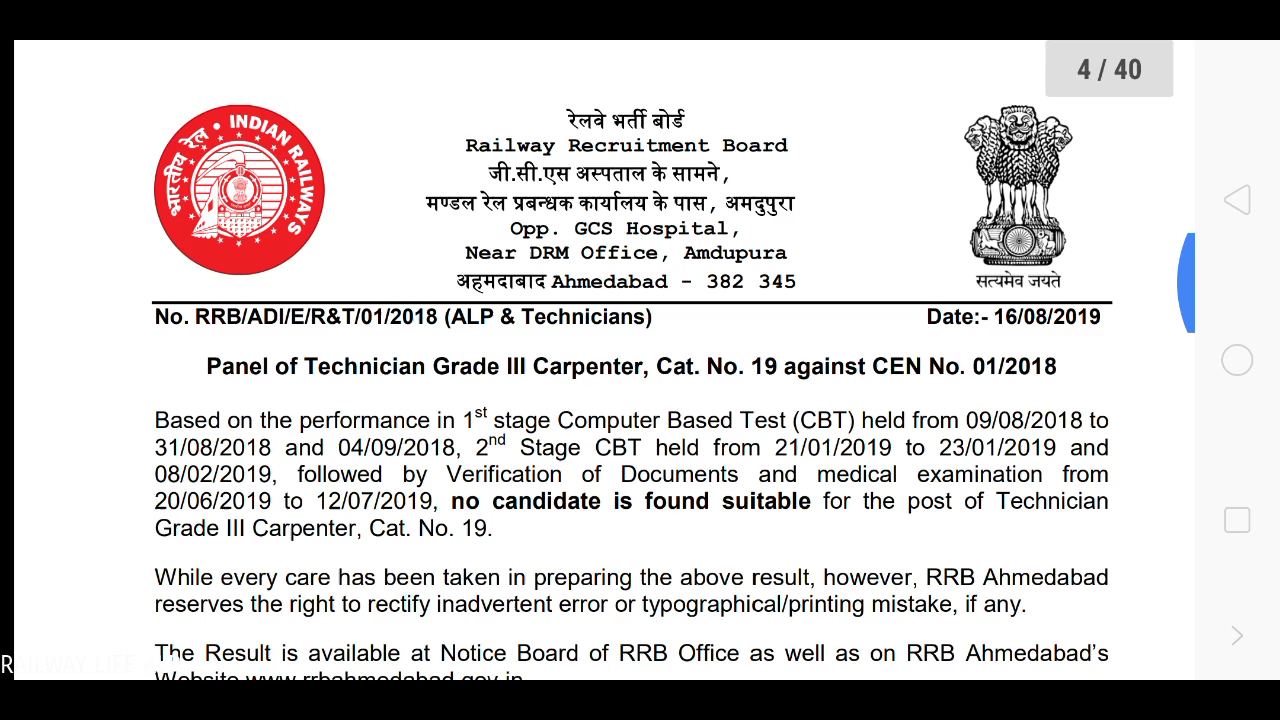 4 / 40
भारतीय रेल • INDIAN RAILWAYS
रेलवे भर्ती बोर्ड
Railway Recruitment Board
जी.सी.एस अस्पताल के सामने,
मण्डल रेल प्रबन्धक कार्यालय के पास, अमदुपुरा
Opp. GCS Hospital,
Near DRM Office, Amdupura
अहमदाबाद Ahmedabad - 382 345
सत्यमेव जयते
No. RRB/ADI/E/R&T/01/2018 (ALP & Technicians) Date:- 16/08/2019
Panel of Technician Grade III Carpenter, Cat. No. 19 against CEN No. 01/2018
Based on the performance in 1st stage Computer Based Test (CBT) held from 09/08/2018 to
31/08/2018 and 04/09/2018, 2nd Stage CBT held from 21/01/2019 to 23/01/2019 and
08/02/2019, followed by Verification of Documents and medical examination from
20/06/2019 to 12/07/2019, no candidate is found suitable for the post of Technician
Grade III Carpenter, Cat. No. 19.
While every care has been taken in preparing the above result, however, RRB Ahmedabad
reserves the right to rectify inadvertent error or typographical/printing mistake, if any.
The Result is available at Notice Board of RRB Office as well as on RRB Ahmedabad's
Website www.rrbahmedabad.gov.in
RAILWAY LIFE